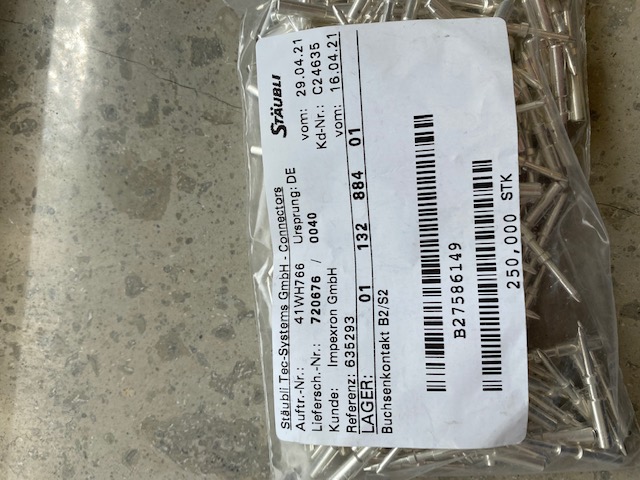 STÄUBLI
Stäubli Tec-Systems GmbH - Connectors
Auftr.-Nr.: 41WH766 Ursprung: DE vom: 29.04.21
Liefersch.-Nr.: 720676 / 0040 Kd-Nr.: C24635
Kunde: Impexron GmbH vom: 16.04.21
Referenz: 635293
LAGER: 01 132 884 01
Buchsenkontakt B2/S2
B27586149
250,000 STK